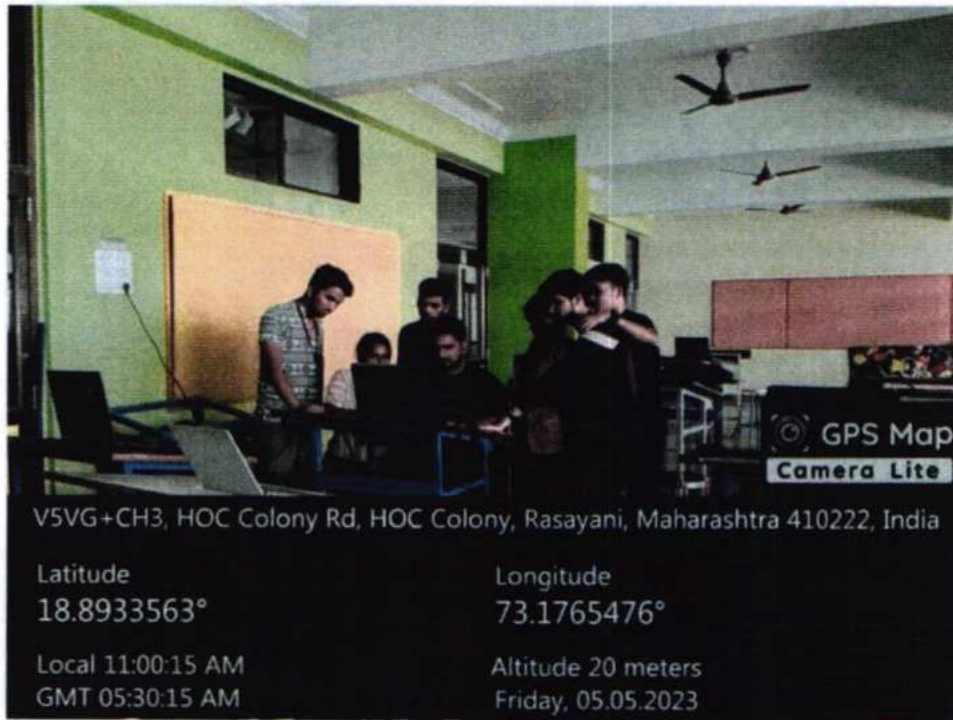 GPS Map
Camera Lite
V5VG+CH3, HOC Colony Rd, HOC Colony, Rasayani, Maharashtra 410222, India
Latitude
18.8933563°
Longitude
73.1765476°
Local 11:00:15 AM
GMT 05:30:15 AM
Altitude 20 meters
Friday, 05.05.2023